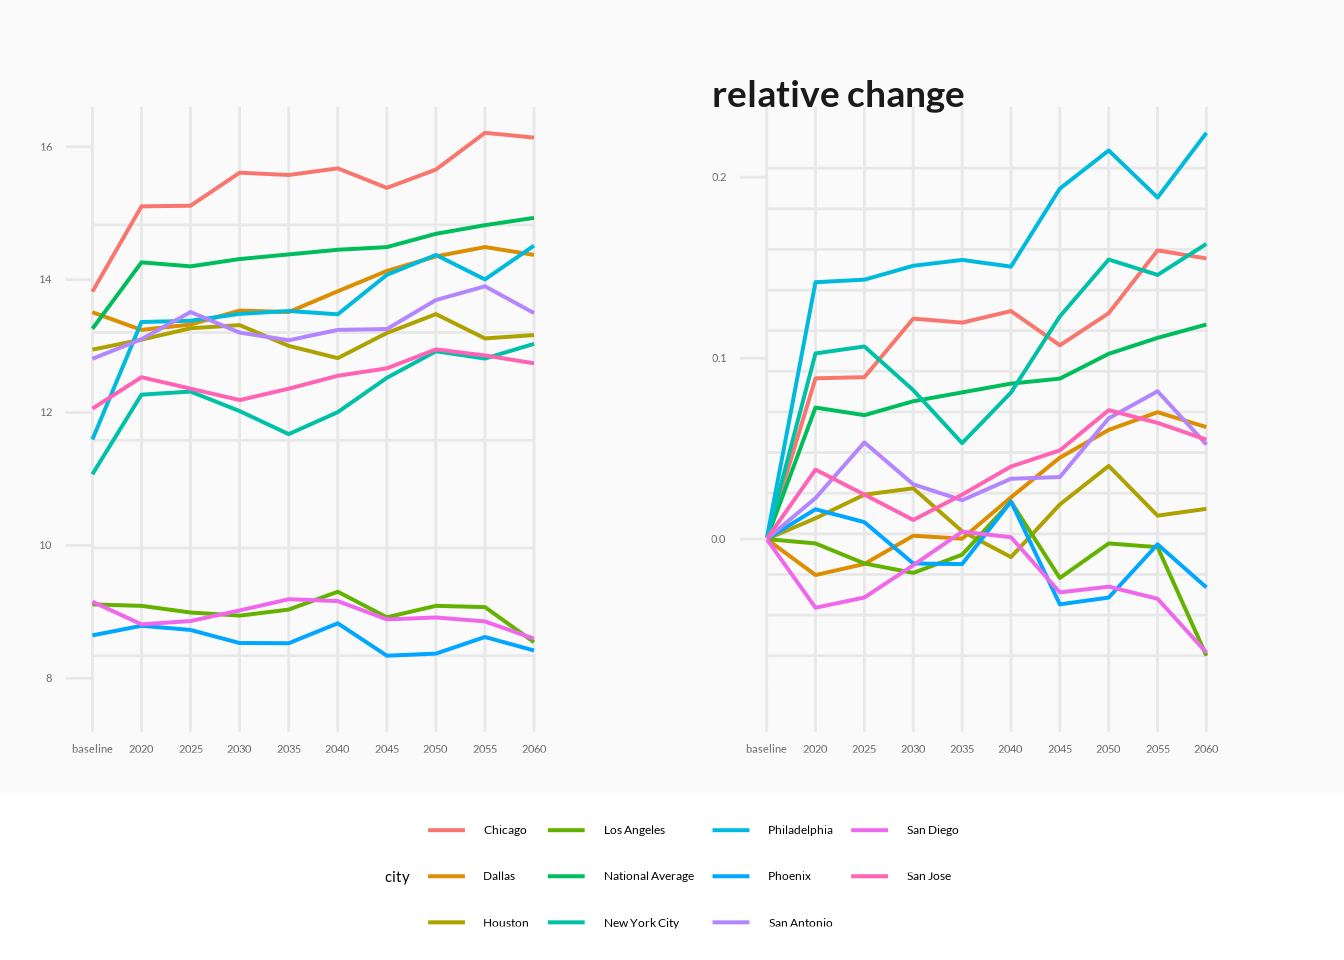 relative change
16
14
12
10
8
baseline 2020 2025 2030 2035 2040 2045 2050 2055 2060
0.2
0.1
0.0
baseline 2020 2025 2030 2035 2040 2045 2050 2055 2060
city
Chicago Los Angeles Philadelphia San Diego
Dallas National Average Phoenix San Jose
Houston New York City San Antonio